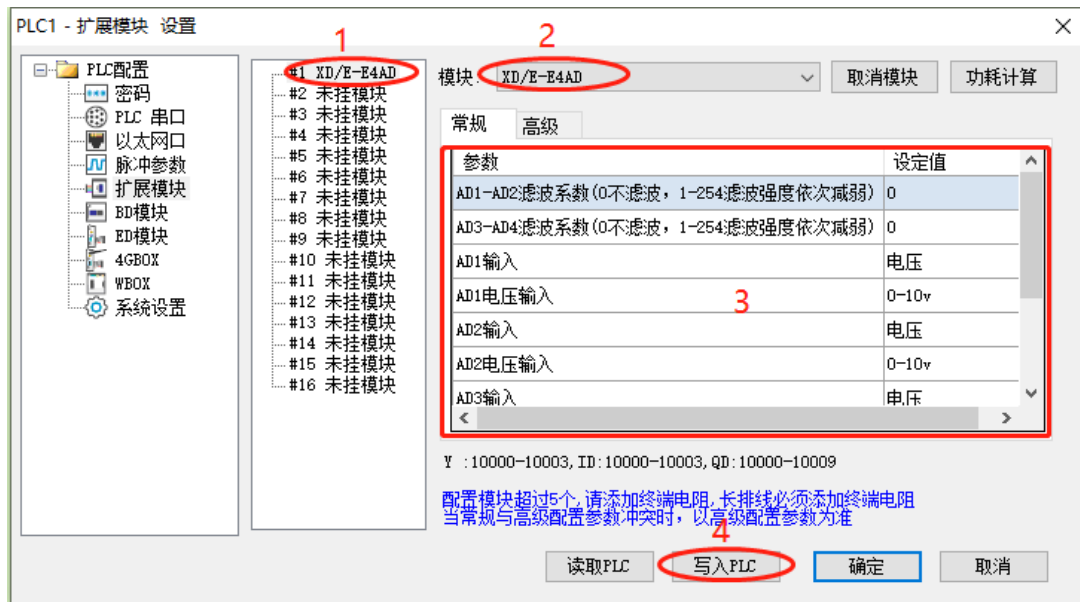 PLC1 - 扩展模块 设置
1
2
PLC配置
密码
PLC 串口
以太网口
脉冲参数
扩展模块
BD模块
ED模块
4GBOX
WBOX
系统设置
#1 XD/E-E4AD
#2 未挂模块
#3 未挂模块
#4 未挂模块
#5 未挂模块
#6 未挂模块
#7 未挂模块
#8 未挂模块
#9 未挂模块
#10 未挂模块
#11 未挂模块
#12 未挂模块
#13 未挂模块
#14 未挂模块
#15 未挂模块
#16 未挂模块
模块: XD/E-E4AD 取消模块 功耗计算
常规 高级
参数 设定值
AD1-AD2滤波系数(0不滤波，1-254滤波强度依次减弱) 0
AD3-AD4滤波系数(0不滤波，1-254滤波强度依次减弱) 0
AD1输入 电压
AD1电压输入 0-10v
3
AD2输入 电压
AD2电压输入 0-10v
AD3输入 电压
Y :10000-10003,ID:10000-10003,QD:10000-10009
配置模块超过5个,请添加终端电阻,长排线必须添加终端电阻
当常规与高级配置参数冲突时，以高级配置参数为准
4
读取PLC 写入PLC 确定 取消